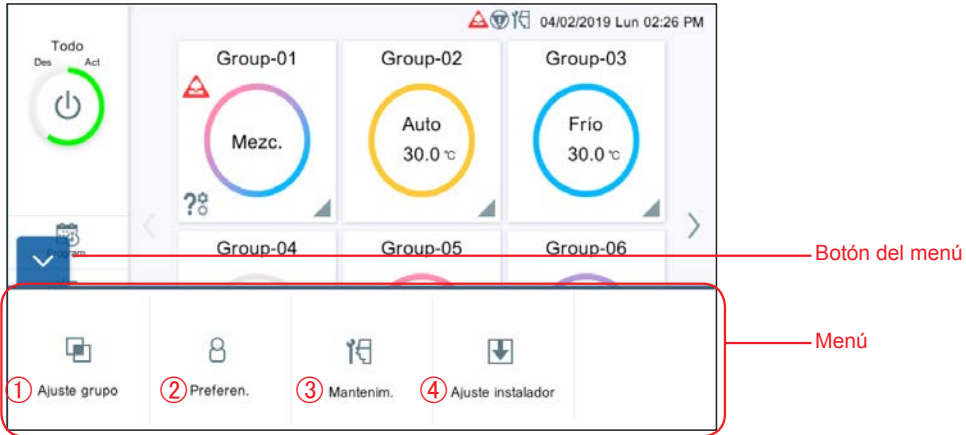 04/02/2019 Lun 02:26 PM
Todo
Des Act
Group-01
Mezc.
?
Group-02
Auto
30.0 ℃
Group-03
Frío
30.0 ℃
Program.
Group-04
Group-05
Group-06
Botón del menú
Menú
① Ajuste grupo
② Preferen.
③ Mantenim.
④ Ajuste instalador